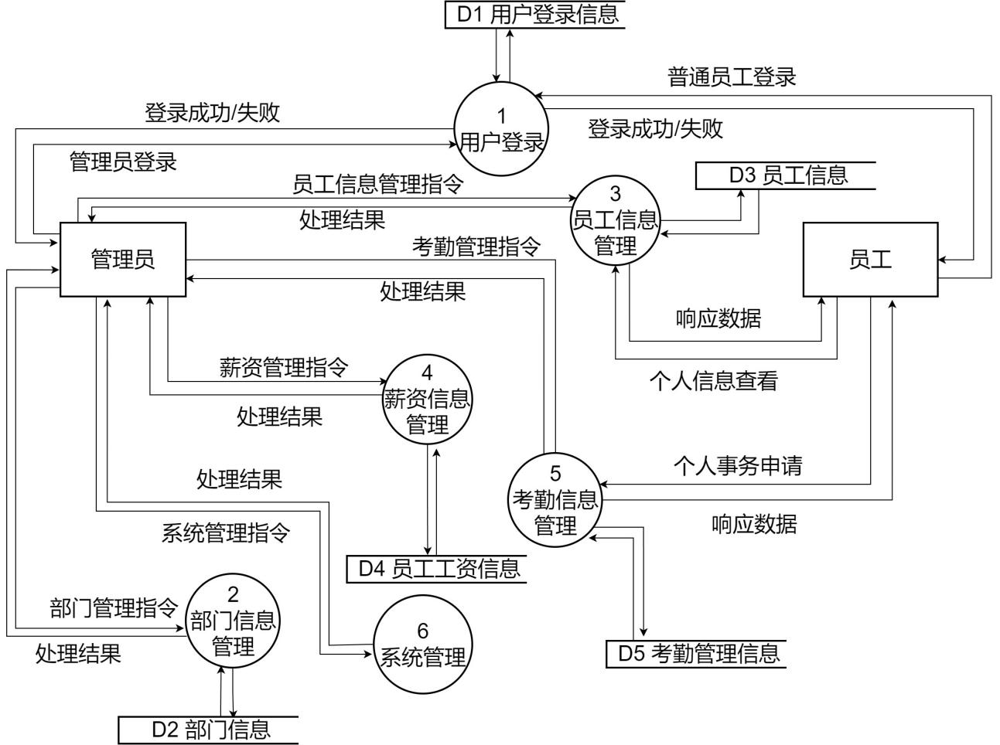 D1 用户登录信息
普通员工登录
登录成功/失败
1
用户登录
登录成功/失败
管理员登录
员工信息管理指令
D3 员工信息
3
员工信息
管理
处理结果
考勤管理指令
管理员
员工
处理结果
响应数据
薪资管理指令
4
薪资信息
管理
个人信息查看
处理结果
处理结果
5
考勤信息
管理
个人事务申请
响应数据
系统管理指令
D4 员工工资信息
2
部门信息
管理
部门管理指令
处理结果
6
系统管理
D5 考勤管理信息
D2 部门信息